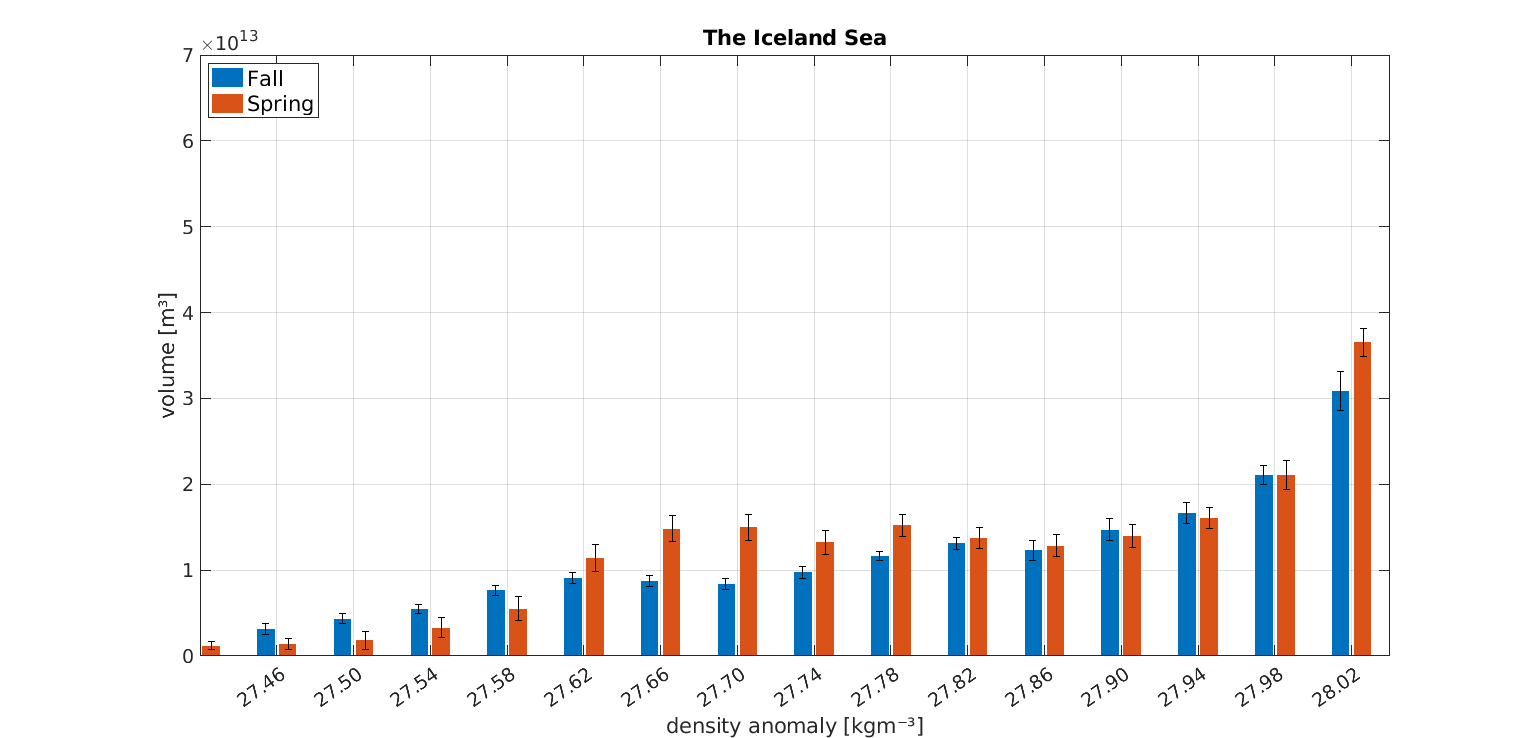 The Iceland Sea
×10¹³
7
6
5
4
3
2
1
0
Fall
Spring
volume [m³]
27.46 27.50 27.54 27.58 27.62 27.66 27.70 27.74 27.78 27.82 27.86 27.90 27.94 27.98 28.02
density anomaly [kgm⁻³]